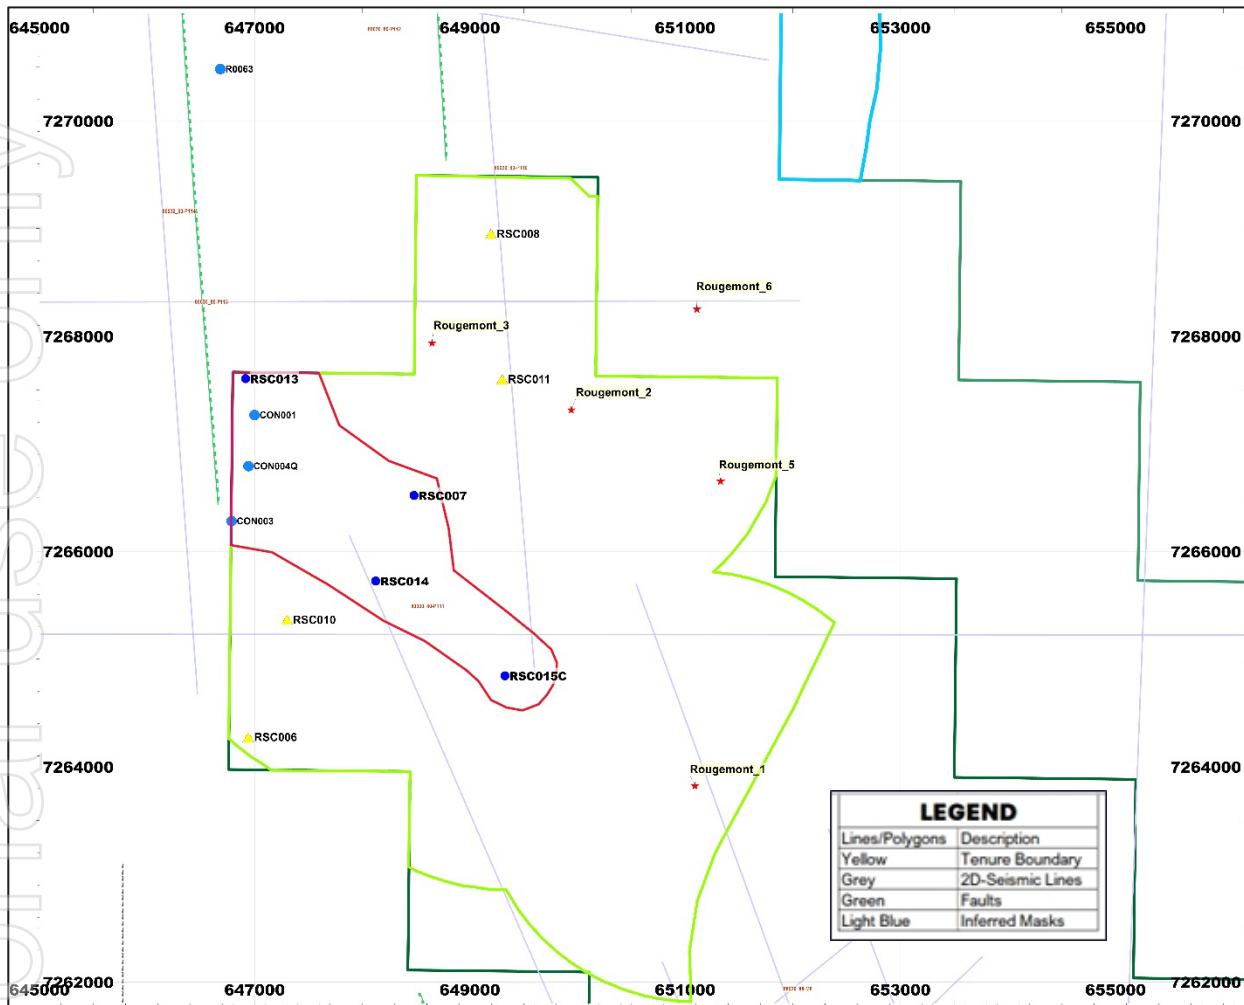 645000 647000 649000 651000 653000 655000
R0063
7270000 7270000
RSC008
Rougemont_6
Rougemont_3
7268000 7268000
RSC013
RSC011
Rougemont_2
CON001
CON004Q
Rougemont_5
RSC007
CON003
7266000 7266000
RSC014
RSC010
RSC015C
RSC006
7264000 7264000
Rougemont_1
LEGEND
Lines/Polygons Description
Yellow Tenure Boundary
Grey 2D-Seismic Lines
Green Faults
Light Blue Inferred Masks
7262000 7262000
645000 647000 649000 651000 653000 655000